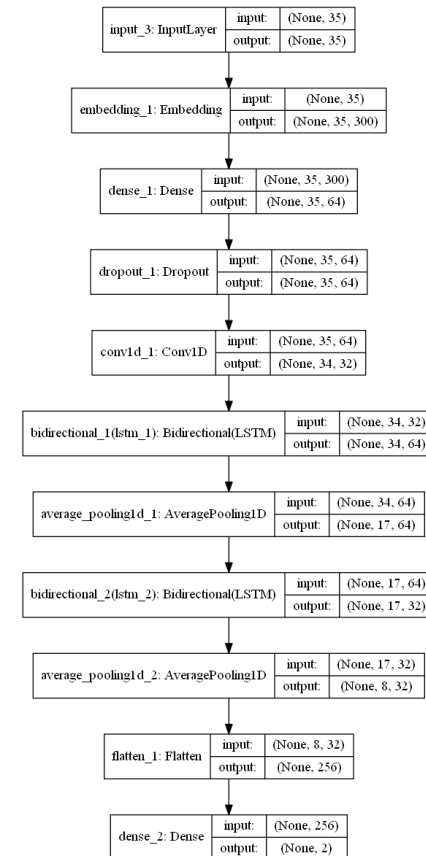 input_3: InputLayer
input: (None, 35)
output: (None, 35)
embedding_1: Embedding
input: (None, 35)
output: (None, 35, 300)
dense_1: Dense
input: (None, 35, 300)
output: (None, 35, 64)
dropout_1: Dropout
input: (None, 35, 64)
output: (None, 35, 64)
conv1d_1: Conv1D
input: (None, 35, 64)
output: (None, 34, 32)
bidirectional_1(lstm_1): Bidirectional(LSTM)
input: (None, 34, 32)
output: (None, 34, 64)
average_pooling1d_1: AveragePooling1D
input: (None, 34, 64)
output: (None, 17, 64)
bidirectional_2(lstm_2): Bidirectional(LSTM)
input: (None, 17, 64)
output: (None, 17, 32)
average_pooling1d_2: AveragePooling1D
input: (None, 17, 32)
output: (None, 8, 32)
flatten_1: Flatten
input: (None, 8, 32)
output: (None, 256)
dense_2: Dense
input: (None, 256)
output: (None, 2)